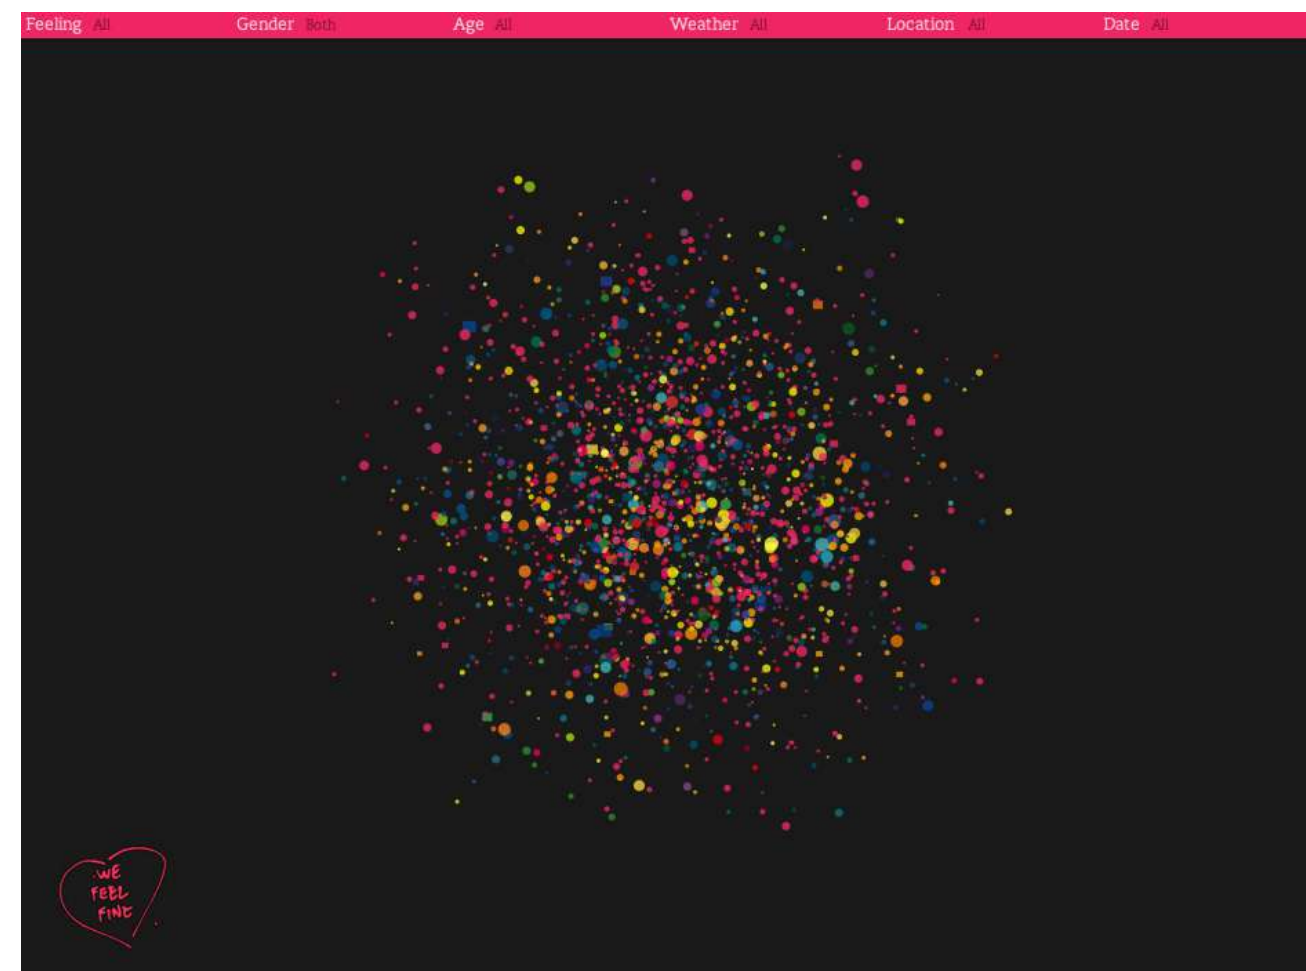 Feeling All Gender Both Age All Weather All Location All Date All
WE
FEEL
FINE